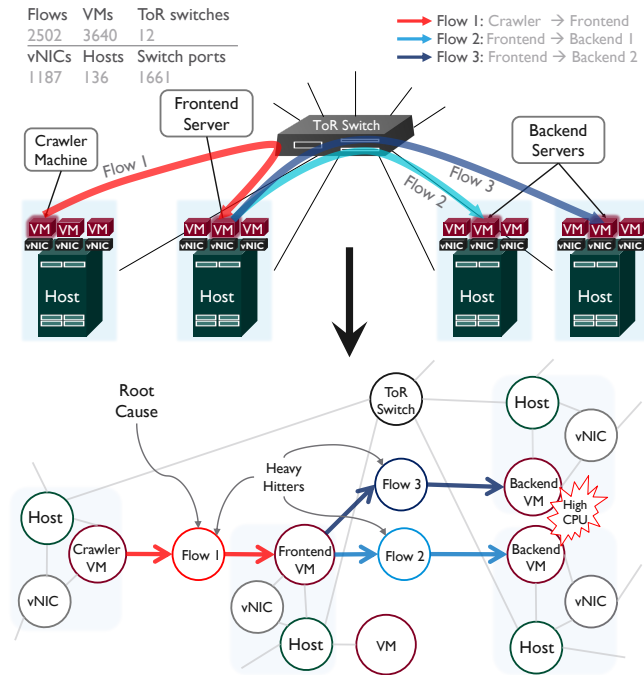 Flows VMs ToR switches
2502 3640 12
vNICs Hosts Switch ports
1187 136 1661
Flow 1: Crawler → Frontend
Flow 2: Frontend → Backend 1
Flow 3: Frontend → Backend 2
Crawler
Machine
Frontend
Server
ToR Switch
Backend
Servers
Flow 1
Flow 2
Flow 3
VM VM VM
vNIC vNIC vNIC
Host
VM VM VM
vNIC vNIC vNIC
Host
VM VM VM
vNIC vNIC vNIC
Host
VM VM VM
vNIC vNIC vNIC
Host
Root
Cause
ToR
Switch
Host
vNIC
Heavy
Hitters
Flow 3
Backend
VM
High
CPU
Host
Crawler
VM
Flow 1
Frontend
VM
Flow 2
Backend
VM
vNIC
vNIC
vNIC
Host
VM
Host